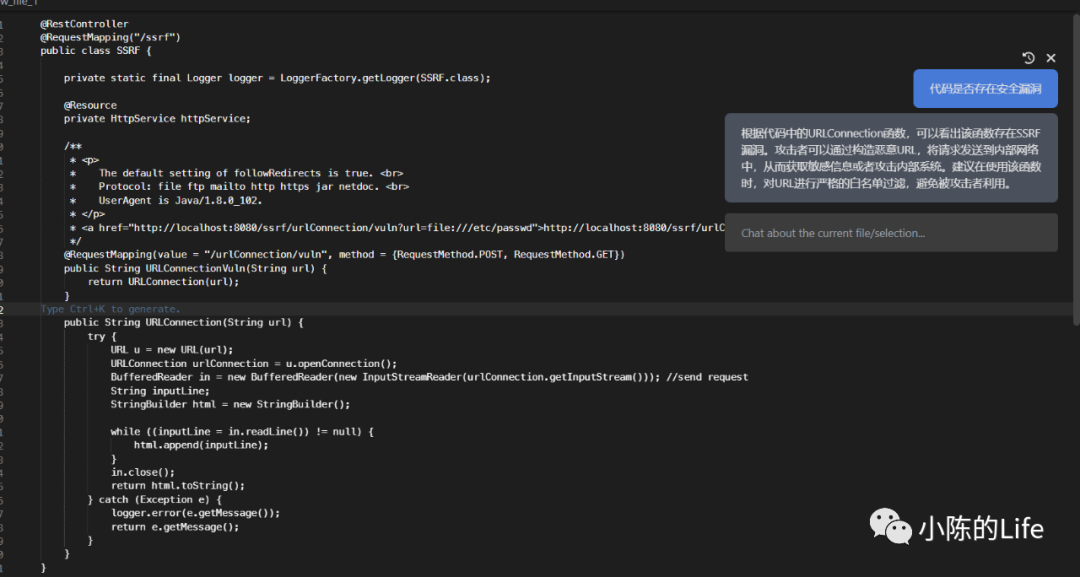 w_file_1
@RestController
@RequestMapping("/ssrf")
public class SSRF {
private static final Logger logger = LoggerFactory.getLogger(SSRF.class);
@Resource
private HttpService httpService;
/**
* <p>
* The default setting of followRedirects is true. <br>
* Protocol: file ftp mailto http https jar netdoc. <br>
* UserAgent is Java/1.8.0_102.
* </p>
* <a href="http://localhost:8080/ssrf/urlConnection/vuln?url=file:///etc/passwd">http://localhost:8080/ssrf/urlC
*/
@RequestMapping(value = "/urlConnection/vuln", method = {RequestMethod.POST, RequestMethod.GET})
public String URLConnectionVuln(String url) {
return URLConnection(url);
}
Type Ctrl+K to generate.
public String URLConnection(String url) {
try {
URL u = new URL(url);
URLConnection urlConnection = u.openConnection();
BufferedReader in = new BufferedReader(new InputStreamReader(urlConnection.getInputStream())); //send request
String inputLine;
StringBuilder html = new StringBuilder();
while ((inputLine = in.readLine()) != null) {
html.append(inputLine);
}
in.close();
return html.toString();
} catch (Exception e) {
logger.error(e.getMessage());
return e.getMessage();
}
}
}
代码是否存在安全漏洞
根据代码中的URLConnection函数，可以看出该函数存在SSRF
漏洞。攻击者可以通过构造恶意URL，将请求发送到内部网络
中，从而获取敏感信息或者攻击内部系统。建议在使用该函数
时，对URL进行严格的白名单过滤，避免被攻击者利用。
Chat about the current file/selection...
小陈的Life